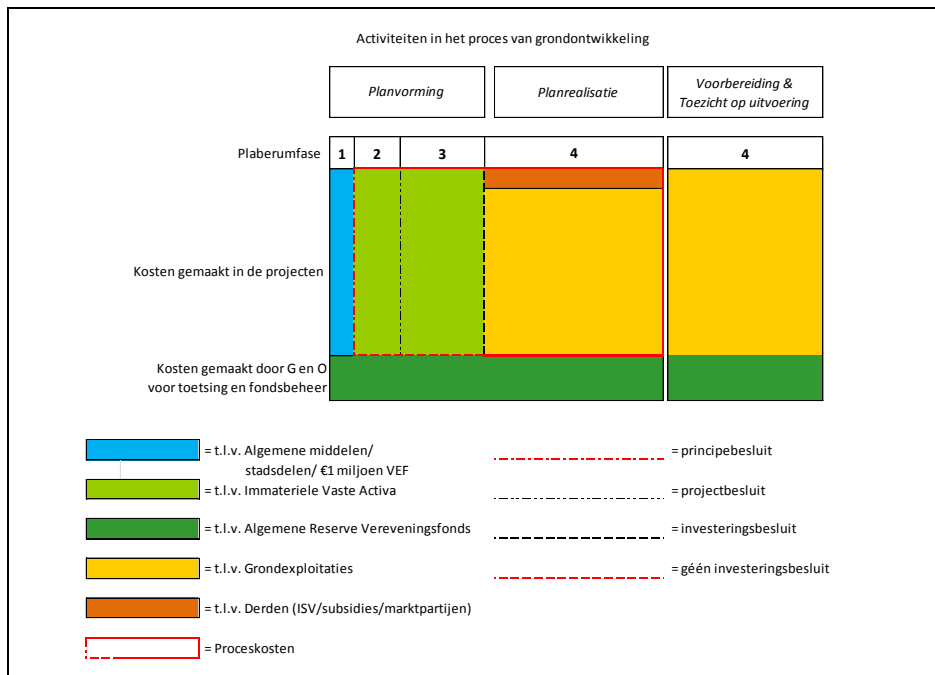 Activiteiten in het proces van grondontwikkeling
Planvorming
Planrealisatie
Voorbereiding &
Toezicht op uitvoering
Plaberumfase
1
2
3
4
4
Kosten gemaakt in de projecten
Kosten gemaakt door G en O
voor toetsing en fondsbeheer
= t.l.v. Algemene middelen/
stadsdelen/ €1 miljoen VEF
= t.l.v. Immateriele Vaste Activa
= t.l.v. Algemene Reserve Vereveningsfonds
= t.l.v. Grondexploitaties
= t.l.v. Derden (ISV/subsidies/marktpartijen)
= Proceskosten
= principebesluit
= projectbesluit
= investeringsbesluit
= géén investeringsbesluit